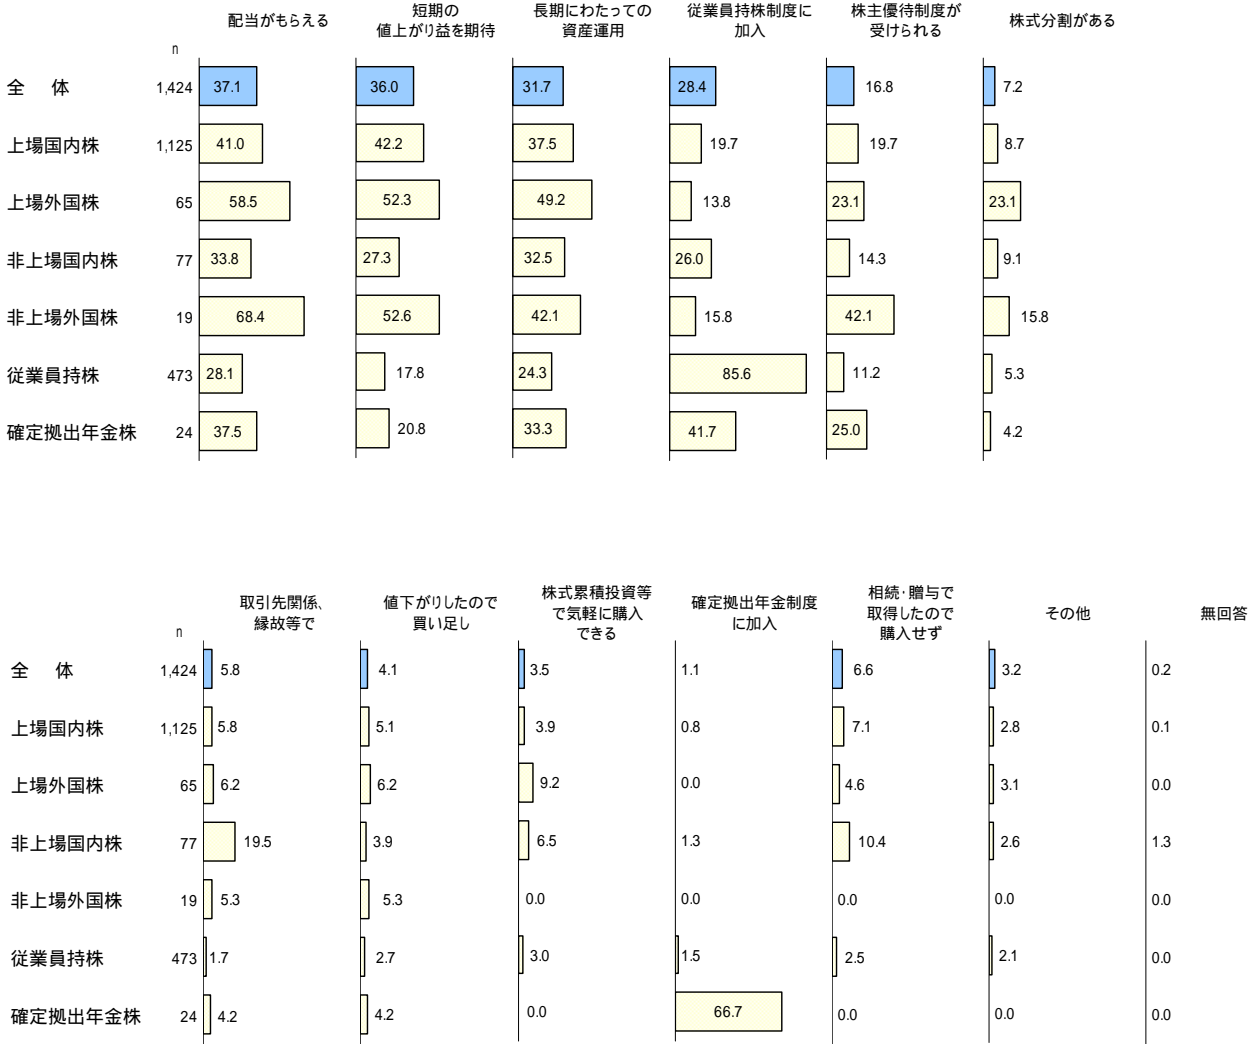 配当がもらえる
短期の
値上がり益を期待
長期にわたっての
資産運用
従業員持株制度に
加入
株主優待制度が
受けられる
株式分割がある
n
全 体 1,424 37.1 36.0 31.7 28.4 16.8 7.2
上場国内株 1,125 41.0 42.2 37.5 19.7 19.7 8.7
上場外国株 65 58.5 52.3 49.2 13.8 23.1 23.1
非上場国内株 77 33.8 27.3 32.5 26.0 14.3 9.1
非上場外国株 19 68.4 52.6 42.1 15.8 42.1 15.8
従業員持株 473 28.1 17.8 24.3 85.6 11.2 5.3
確定拠出年金株 24 37.5 20.8 33.3 41.7 25.0 4.2
取引先関係、
縁故等で
値下がりしたので
買い足し
株式累積投資等
で気軽に購入
できる
確定拠出年金制度
に加入
相続・贈与で
取得したので
購入せず
その他
無回答
n
全 体 1,424 5.8 4.1 3.5 1.1 6.6 3.2 0.2
上場国内株 1,125 5.8 5.1 3.9 0.8 7.1 2.8 0.1
上場外国株 65 6.2 6.2 9.2 0.0 4.6 3.1 0.0
非上場国内株 77 19.5 3.9 6.5 1.3 10.4 2.6 1.3
非上場外国株 19 5.3 5.3 0.0 0.0 0.0 0.0 0.0
従業員持株 473 1.7 2.7 3.0 1.5 2.5 2.1 0.0
確定拠出年金株 24 4.2 4.2 0.0 66.7 0.0 0.0 0.0